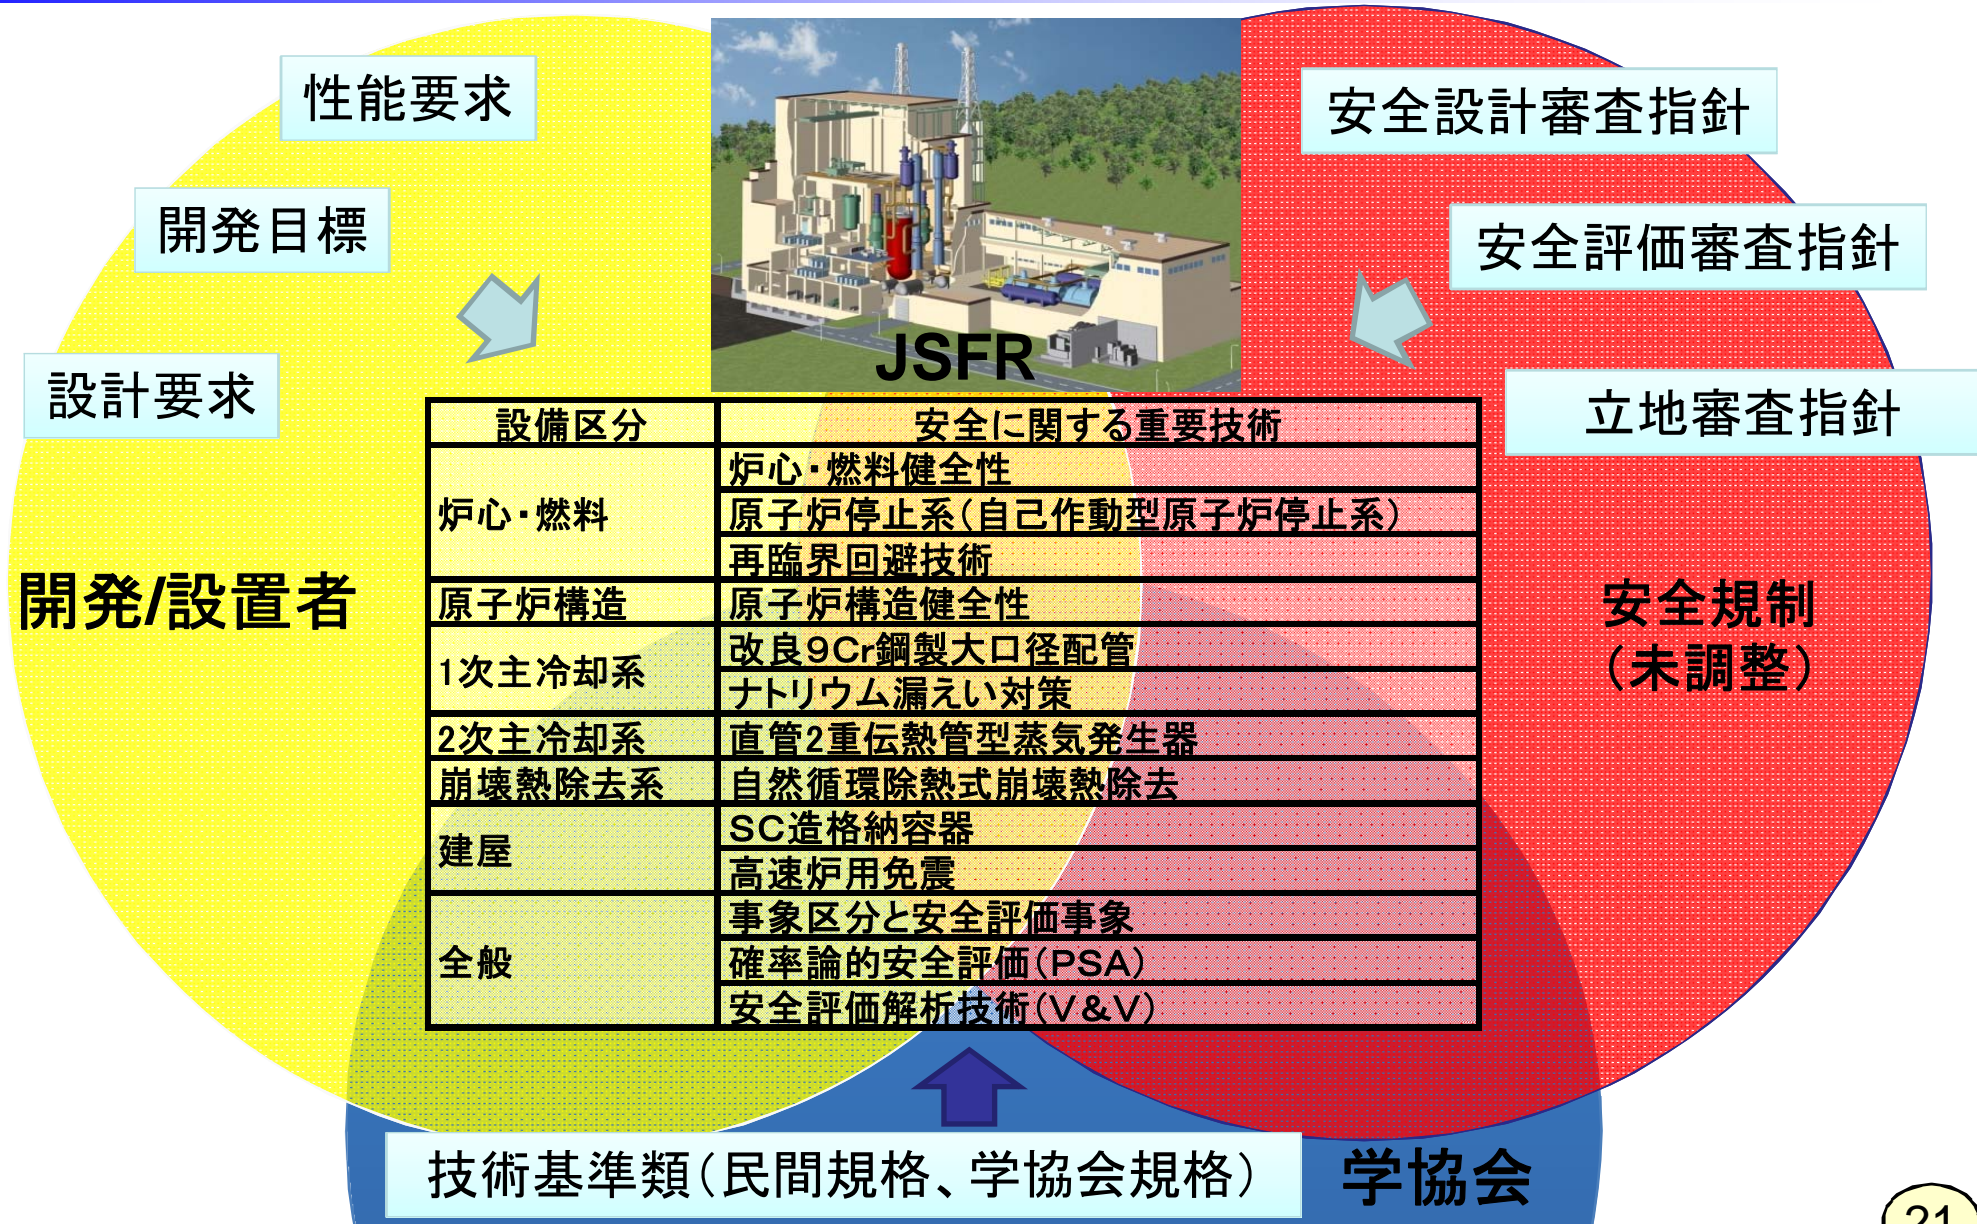 性能要求
開発目標
設計要求
安全設計審査指針
安全評価審査指針
立地審査指針
JSFR
設備区分 安全に関する重要技術
炉心・燃料 炉心・燃料健全性
原子炉停止系（自己作動型原子炉停止系）
再臨界回避技術
原子炉構造 原子炉構造健全性
1次主冷却系 改良９Cr鋼製大口径配管
ナトリウム漏えい対策
2次主冷却系 直管2重伝熱管型蒸気発生器
崩壊熱除去系 自然循環除熱式崩壊熱除去
建屋 ＳＣ造格納容器
高速炉用免震
全般 事象区分と安全評価事象
確率論的安全評価（ＰＳＡ）
安全評価解析技術（Ｖ＆Ｖ）
開発/設置者
安全規制
（未調整）
技術基準類（民間規格、学協会規格）
学協会
21